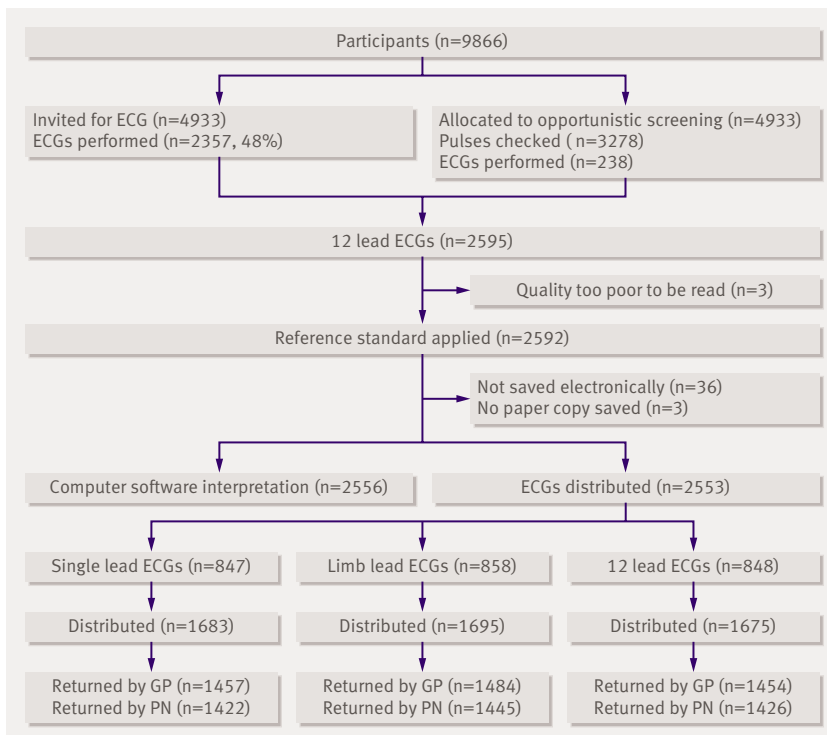 Participants (n=9866)
Invited for ECG (n=4933)
ECGs performed (n=2357, 48%)
Allocated to opportunistic screening (n=4933)
Pulses checked ( n=3278)
ECGs performed (n=238)
12 lead ECGs (n=2595)
Quality too poor to be read (n=3)
Reference standard applied (n=2592)
Not saved electronically (n=36)
No paper copy saved (n=3)
Computer software interpretation (n=2556)
ECGs distributed (n=2553)
Single lead ECGs (n=847)
Limb lead ECGs (n=858)
12 lead ECGs (n=848)
Distributed (n=1683)
Distributed (n=1695)
Distributed (n=1675)
Returned by GP (n=1457)
Returned by PN (n=1422)
Returned by GP (n=1484)
Returned by PN (n=1445)
Returned by GP (n=1454)
Returned by PN (n=1426)